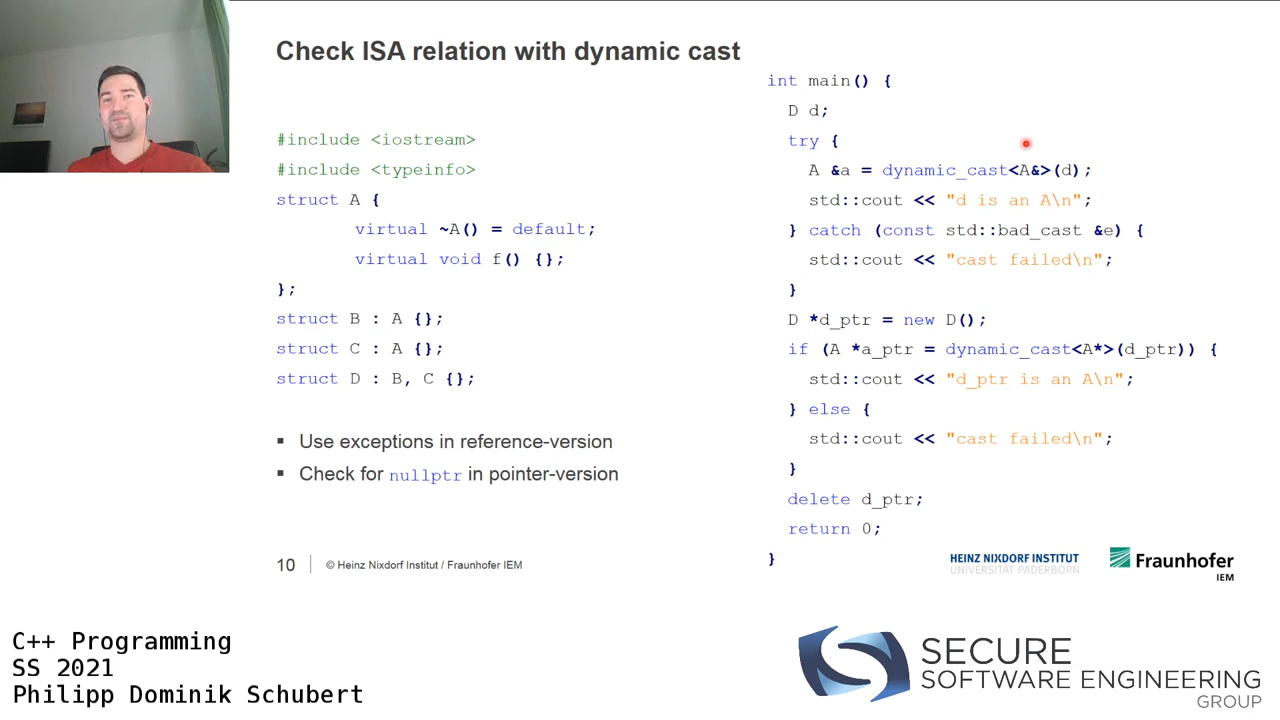 Check ISA relation with dynamic cast
#include <iostream>
#include <typeinfo>
struct A {
virtual ~A() = default;
virtual void f() {};
};
struct B : A {};
struct C : A {};
struct D : B, C {};
▪ Use exceptions in reference-version
▪ Check for nullptr in pointer-version
int main() {
D d;
try {
A &a = dynamic_cast<A&>(d);
std::cout << "d is an A\n";
} catch (const std::bad_cast &e) {
std::cout << "cast failed\n";
}
D *d_ptr = new D();
if (A *a_ptr = dynamic_cast<A*>(d_ptr)) {
std::cout << "d_ptr is an A\n";
} else {
std::cout << "cast failed\n";
}
delete d_ptr;
return 0;
}
10 © Heinz Nixdorf Institut / Fraunhofer IEM
HEINZ NIXDORF INSTITUT
UNIVERSITÄT PADERBORN
Fraunhofer
IEM
C++ Programming
SS 2021
Philipp Dominik Schubert
SECURE
SOFTWARE ENGINEERING
GROUP